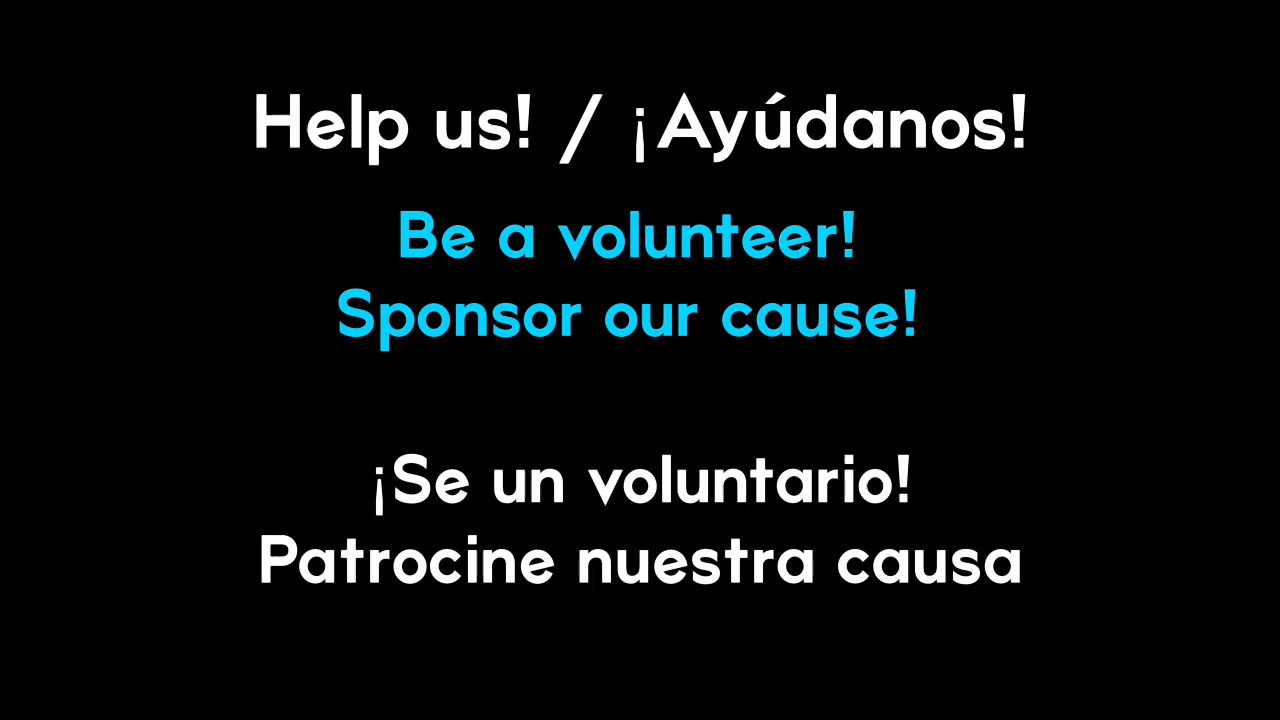 Help us! / ¡Ayúdanos!
Be a volunteer!
Sponsor our cause!
¡Se un voluntario!
Patrocine nuestra causa